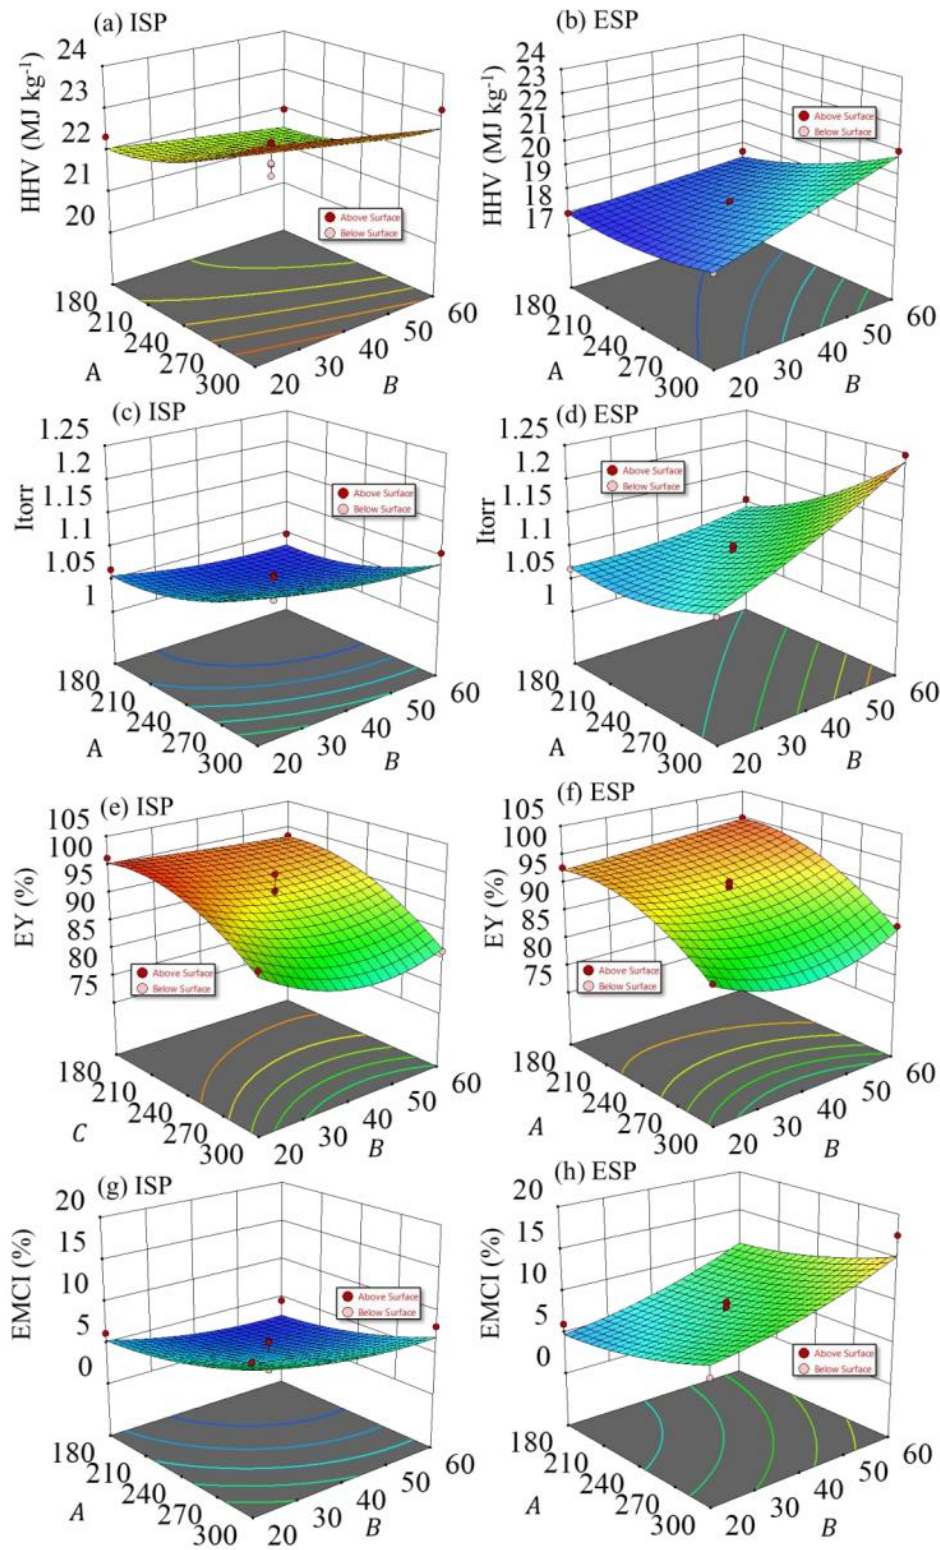 (a) ISP
24
23
22
21
20
HHV (MJ kg-1)
Above Surface
Below Surface
180
210
240
270
300
A
20
30
40
50
60
B
(b) ESP
24
23
22
21
20
19
18
17
HHV (MJ kg-1)
Above Surface
Below Surface
180
210
240
270
300
A
20
30
40
50
60
B
(c) ISP
1.25
1.2
1.15
1.1
1.05
1
Itorr
Above Surface
Below Surface
180
210
240
270
300
A
20
30
40
50
60
B
(d) ESP
1.25
1.2
1.15
1.1
1.05
1
Itorr
Above Surface
Below Surface
180
210
240
270
300
A
20
30
40
50
60
B
(e) ISP
105
100
95
90
85
80
75
EY (%)
Above Surface
Below Surface
180
210
240
270
300
C
20
30
40
50
60
B
(f) ESP
105
100
95
90
85
80
75
EY (%)
Above Surface
Below Surface
180
210
240
270
300
A
20
30
40
50
60
B
(g) ISP
20
15
10
5
0
EMCI (%)
Above Surface
Below Surface
180
210
240
270
300
A
20
30
40
50
60
B
(h) ESP
20
15
10
5
0
EMCI (%)
Above Surface
Below Surface
180
210
240
270
300
A
20
30
40
50
60
B